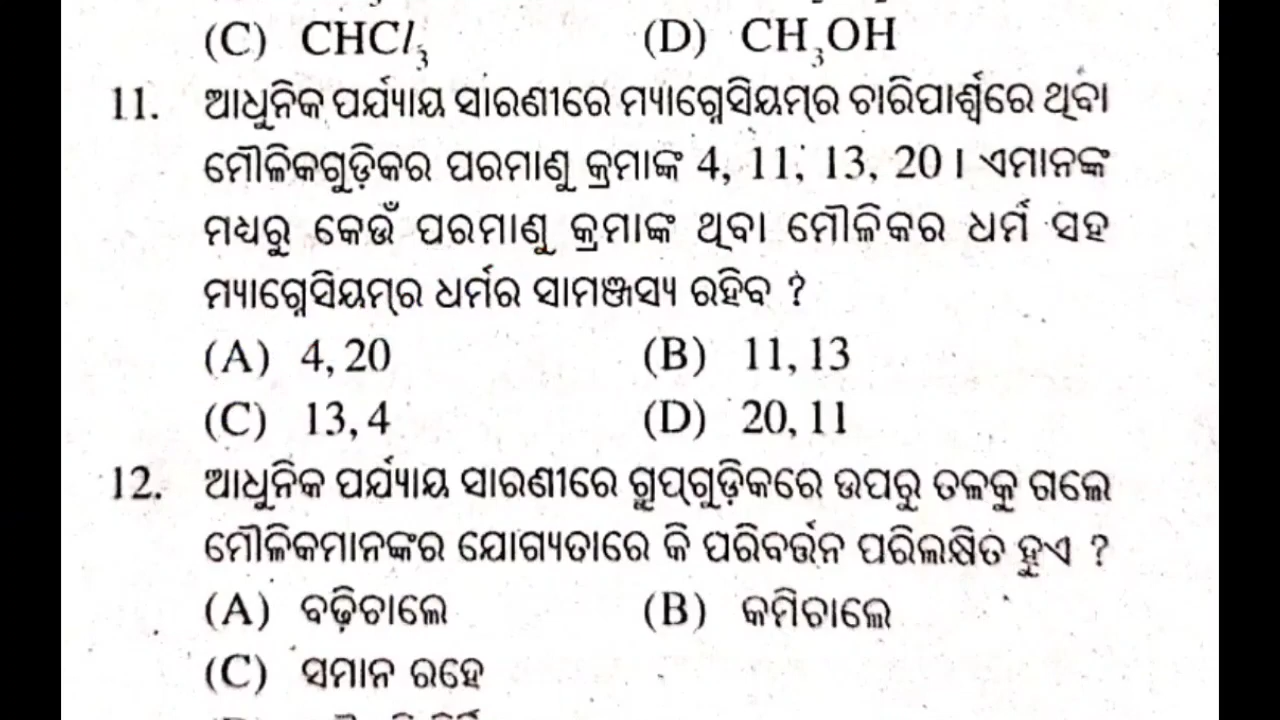 (C) CHCl₃ (D) CH₃OH
11. ଆଧୁନିକ ପର୍ଯ୍ୟାୟ ସାରଣୀରେ ମ୍ୟାଗ୍ନେସିୟମ୍‌ର ଚାରିପାର୍ଶ୍ୱରେ ଥିବା
ମୌଳିକଗୁଡ଼ିକର ପରମାଣୁ କ୍ରମାଙ୍କ 4, 11, 13, 20 । ଏମାନଙ୍କ
ମଧ୍ୟରୁ କେଉଁ ପରମାଣୁ କ୍ରମାଙ୍କ ଥିବା ମୌଳିକର ଧର୍ମ ସହ
ମ୍ୟାଗ୍ନେସିୟମ୍‌ର ଧର୍ମର ସାମଞ୍ଜସ୍ୟ ରହିବ ?
(A) 4, 20 (B) 11, 13
(C) 13, 4 (D) 20, 11
12. ଆଧୁନିକ ପର୍ଯ୍ୟାୟ ସାରଣୀରେ ଗ୍ରୁପ୍‌ଗୁଡ଼ିକରେ ଉପରୁ ତଳକୁ ଗଲେ
ମୌଳିକମାନଙ୍କର ଯୋଗ୍ୟତାରେ କି ପରିବର୍ତ୍ତନ ପରିଲକ୍ଷିତ ହୁଏ ?
(A) ବଢ଼ିଚାଲେ (B) କମିଚାଲେ
(C) ସମାନ ରହେ